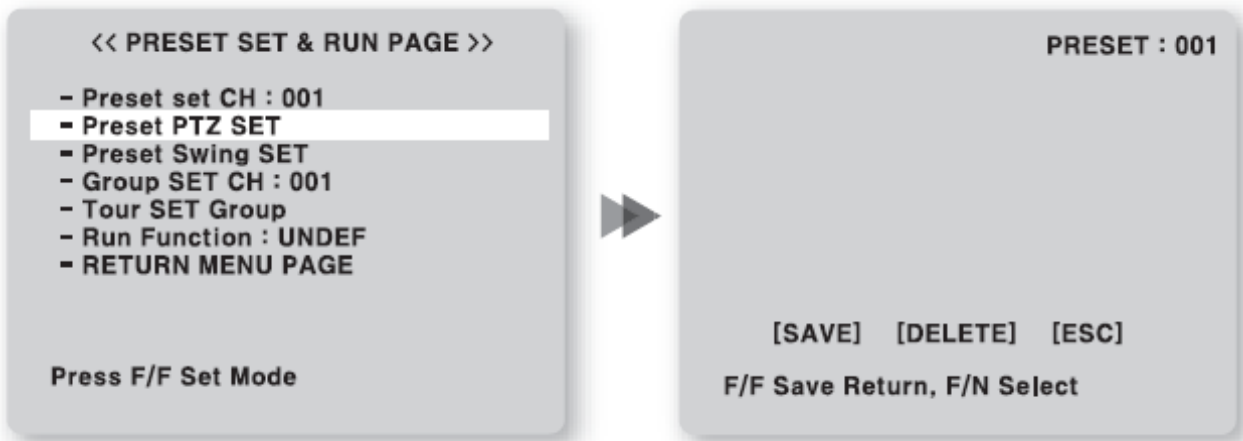 << PRESET SET & RUN PAGE >>
- Preset set CH : 001
- Preset PTZ SET
- Preset Swing SET
- Group SET CH : 001
- Tour SET Group
- Run Function : UNDEF
- RETURN MENU PAGE
Press F/F Set Mode
PRESET : 001
[SAVE] [DELETE] [ESC]
F/F Save Return, F/N Select